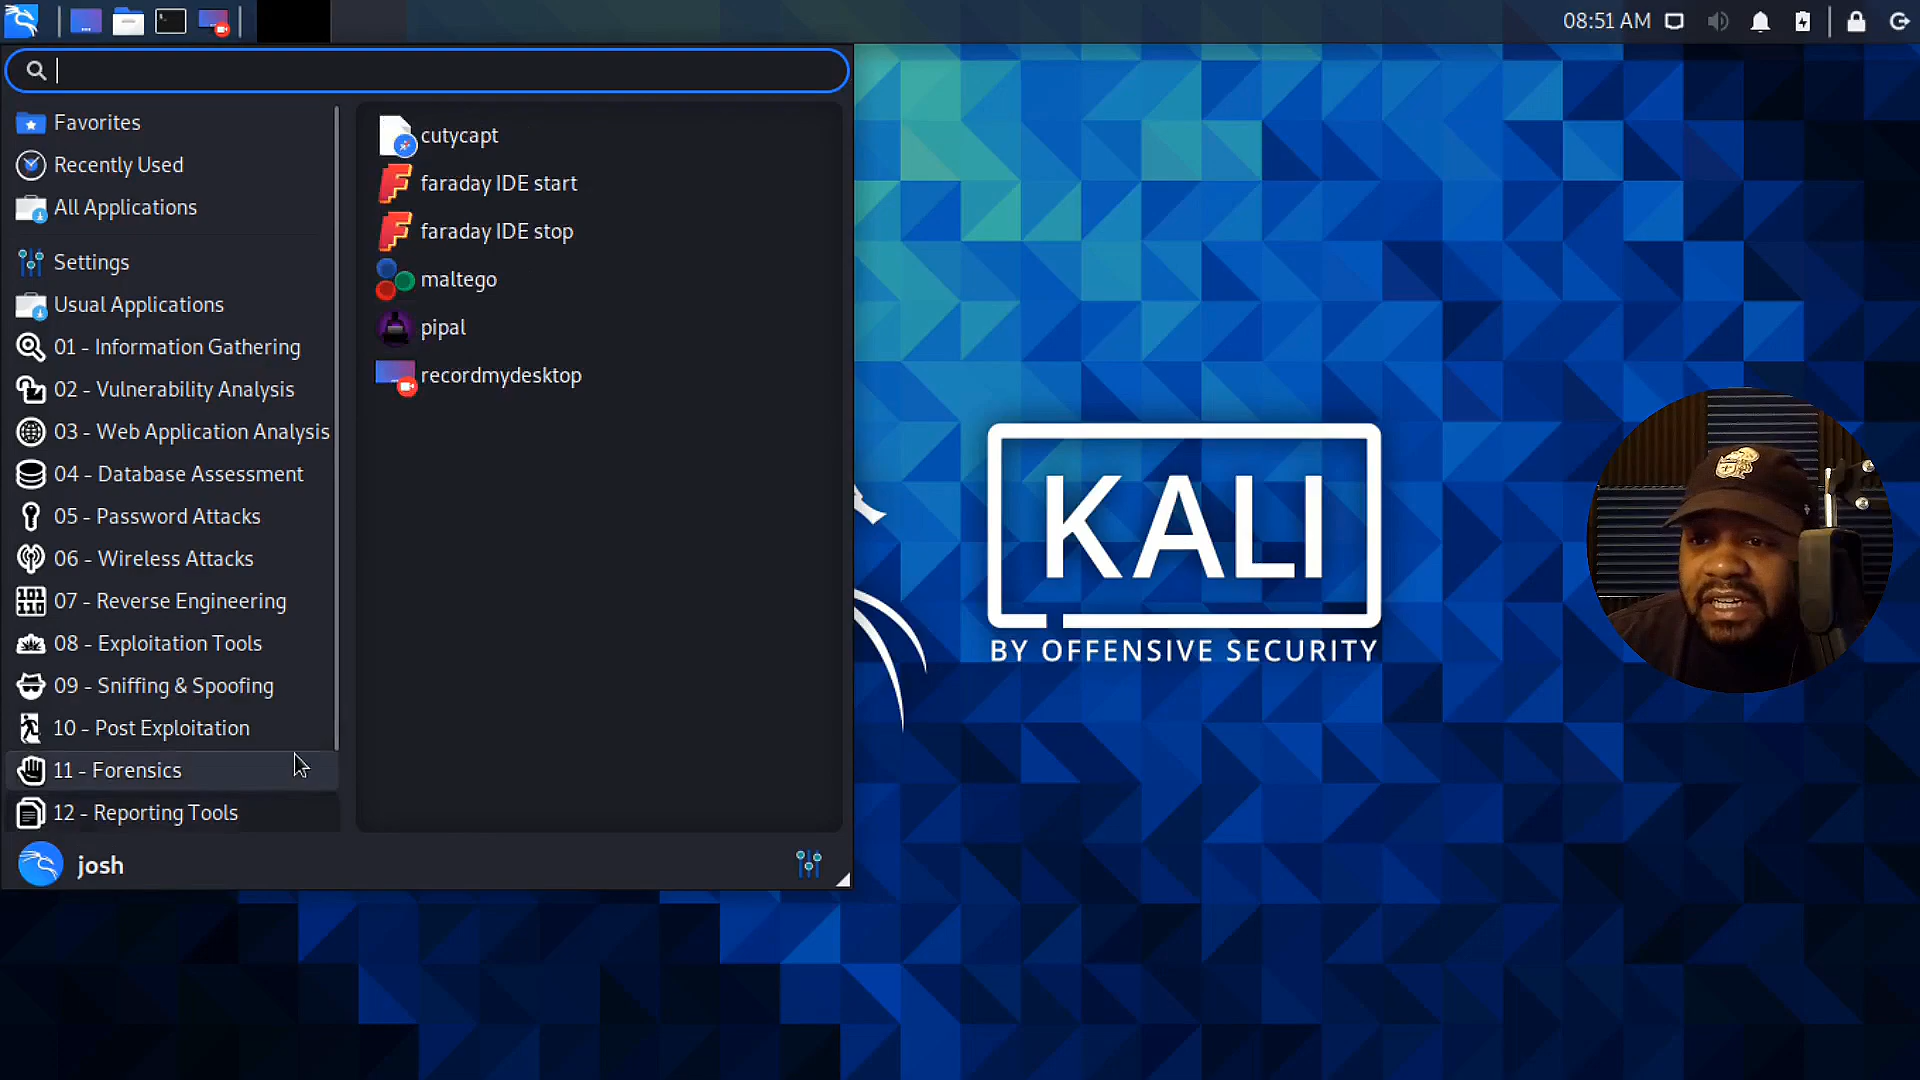 08:51 AM
Favorites
Recently Used
All Applications
Settings
Usual Applications
01 - Information Gathering
02 - Vulnerability Analysis
03 - Web Application Analysis
04 - Database Assessment
05 - Password Attacks
06 - Wireless Attacks
07 - Reverse Engineering
08 - Exploitation Tools
09 - Sniffing & Spoofing
10 - Post Exploitation
11 - Forensics
12 - Reporting Tools
josh
cutycapt
faraday IDE start
faraday IDE stop
maltego
pipal
recordmydesktop
KALI
BY OFFENSIVE SECURITY